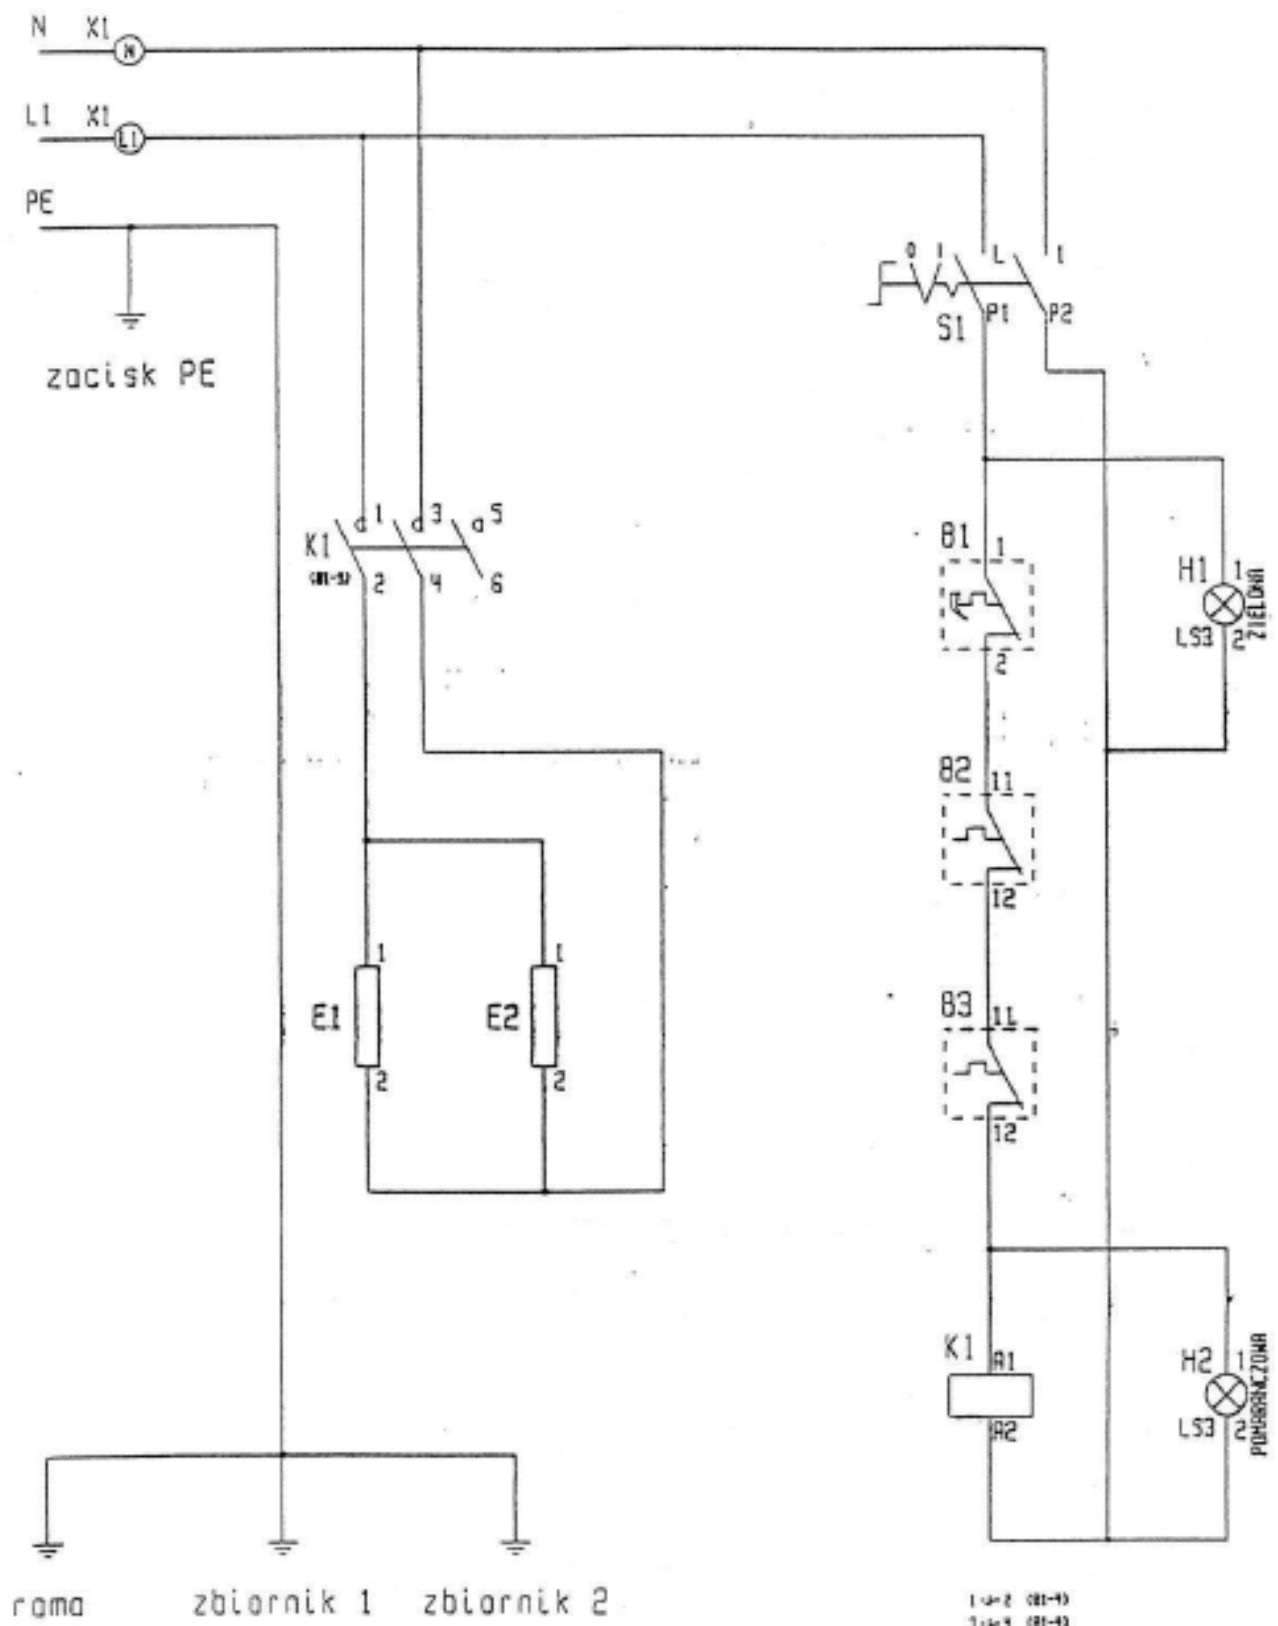 N X1
N
L1 X1
L1
PE
zacisk PE
0 1 L 1
S1 P1 P2
K1 1 3 5
2 4 6
B1 1
2
H1 1
LS3 2
ZIELONA
B2 11
12
E1 1
2
E2 1
2
B3 11
12
K1 A1
A2
H2 1
LS3 2
POMARAŃCZOWA
rama zbiornik 1 zbiornik 2